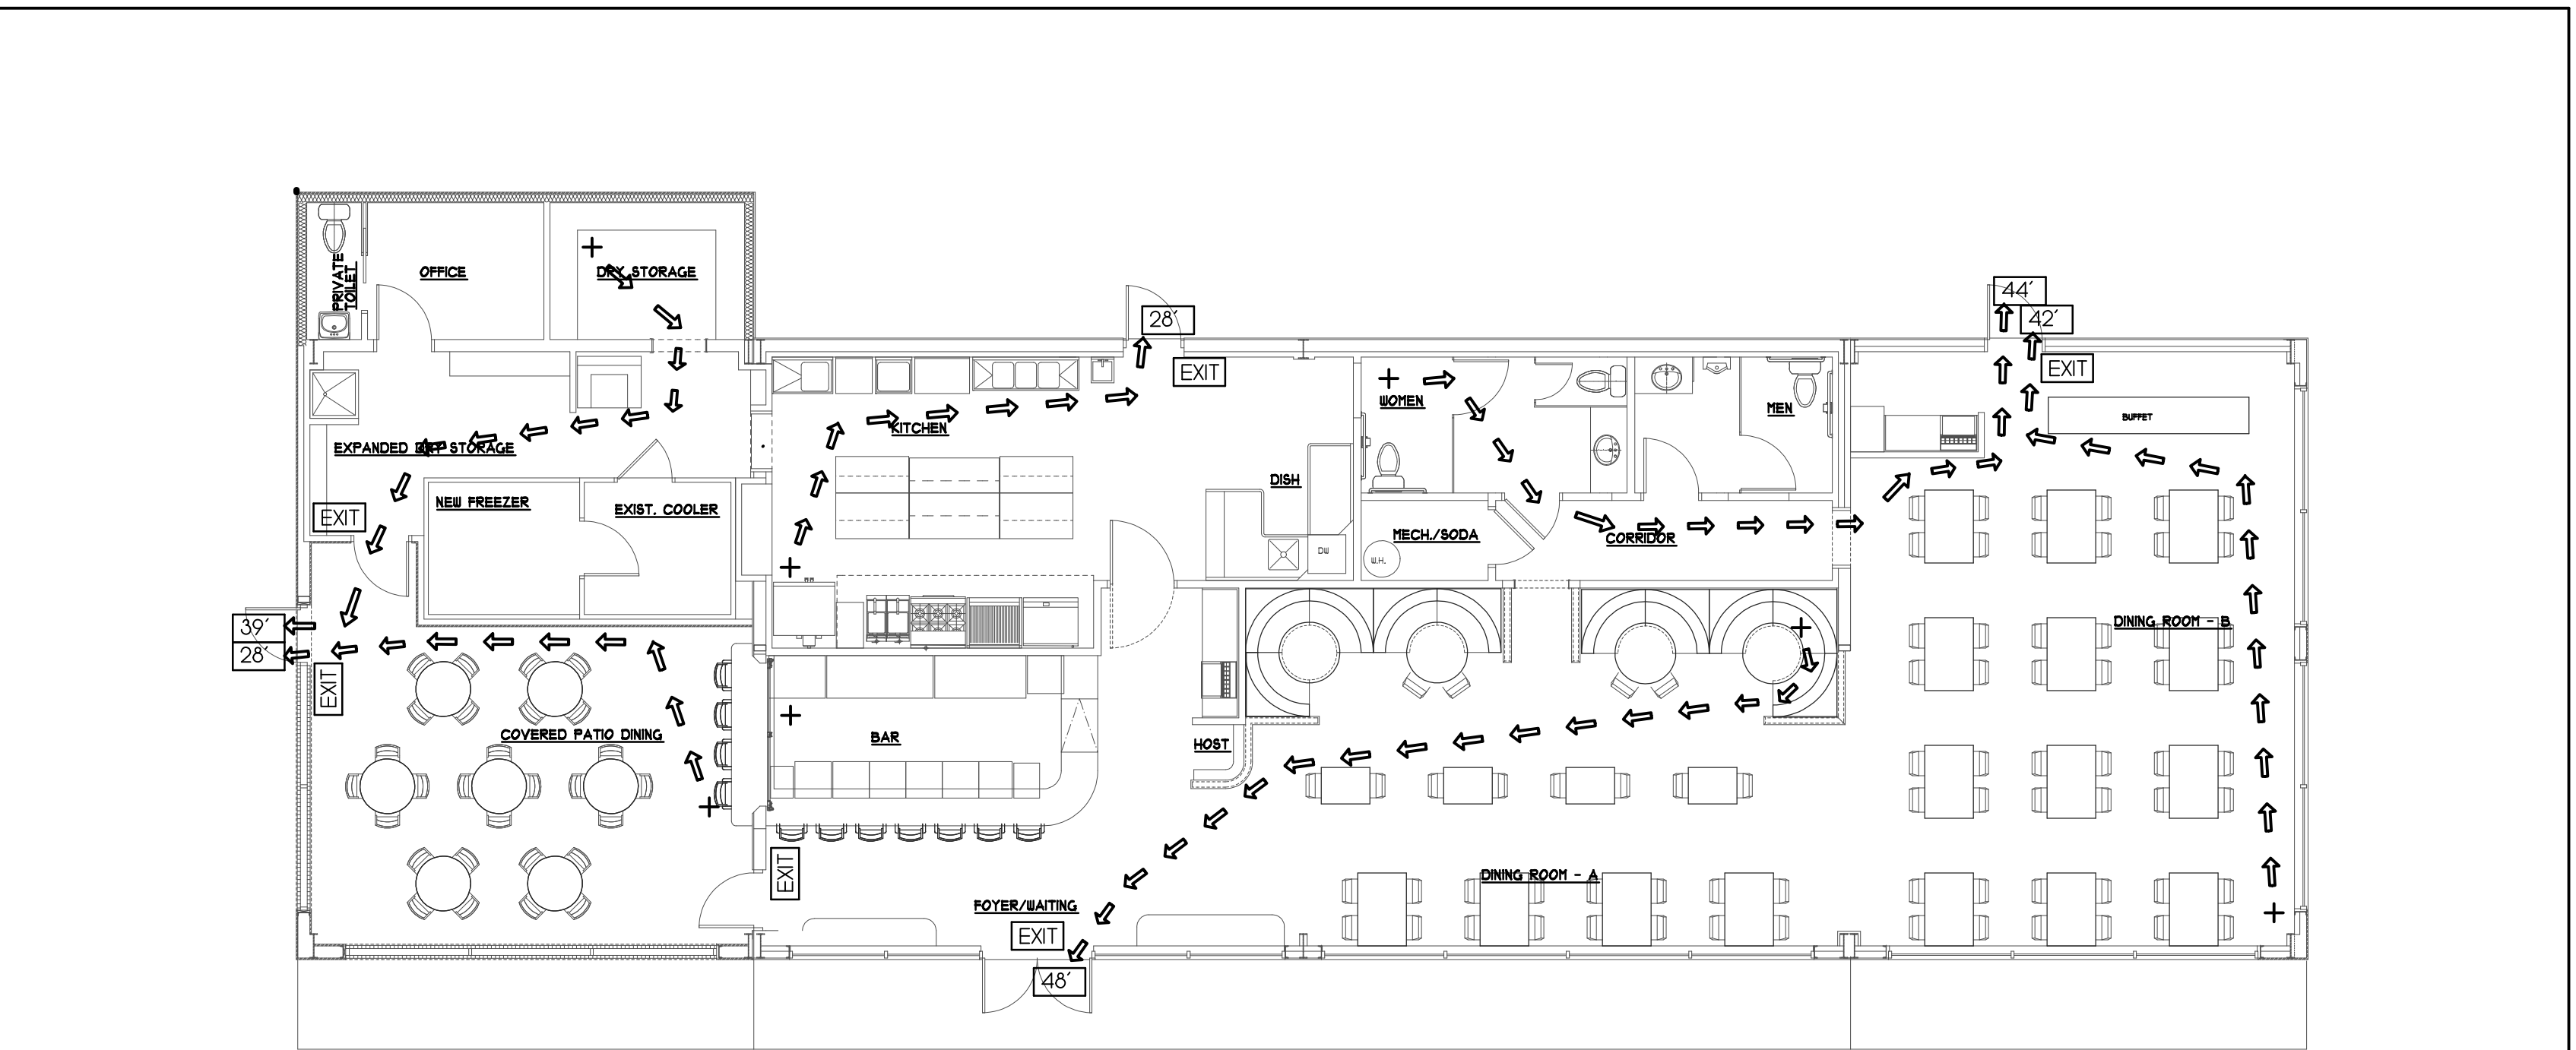 44'
42'
28'
PRIVATE
TOILET
OFFICE
DRY STORAGE
EXIT
EXIT
WOMEN
MEN
BUFFET
KITCHEN
EXPANDED DRY STORAGE
NEW FREEZER
EXIST. COOLER
DISH
EXIT
MECH./SODA
CORRIDOR
DW
W.H.
39'
28'
DINING ROOM - B
EXIT
COVERED PATIO DINING
BAR
HOST
EXIT
DINING ROOM - A
FOYER/WAITING
EXIT
48'